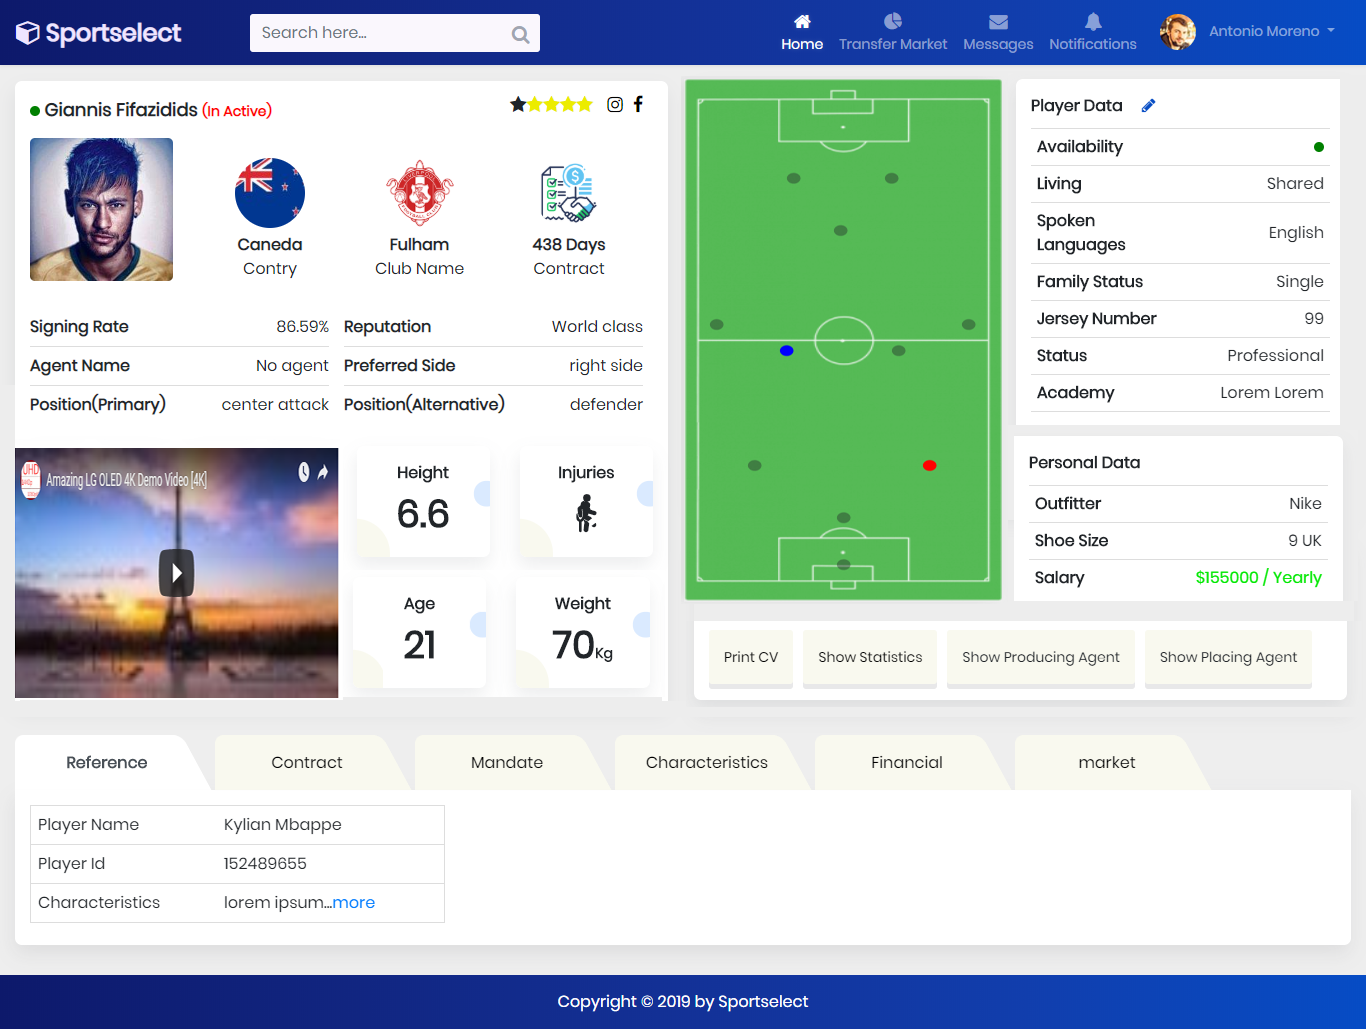 Sportselect
Search here...
Home
Transfer Market
Messages
Notifications
Antonio Moreno
Giannis Fifazidids (In Active)
Caneda
Contry
Fulham
Club Name
438 Days
Contract
Signing Rate 86.59%
Reputation World class
Agent Name No agent
Preferred Side right side
Position(Primary) center attack
Position(Alternative) defender
JHD
Amazing LG OLED 4K Demo Video [4K]
Height
6.6
Injuries
Age
21
Weight
70Kg
Player Data
Availability
Living Shared
Spoken
Languages
English
Family Status Single
Jersey Number 99
Status Professional
Academy Lorem Lorem
Personal Data
Outfitter Nike
Shoe Size 9 UK
Salary $155000 / Yearly
Print CV
Show Statistics
Show Producing Agent
Show Placing Agent
Reference
Contract
Mandate
Characteristics
Financial
market
Player Name Kylian Mbappe
Player Id 152489655
Characteristics lorem ipsum...more
Copyright © 2019 by Sportselect